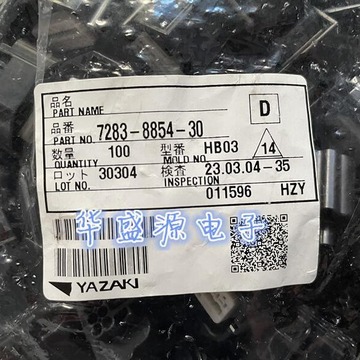 品名
PART NAME
D
品番 7283-8854-30
PART NO.
数量 100 型番 HB03 14
QUANTITY MOLD NO.
ロット 30304 検査 23.03.04-35
LOT NO. INSPECTION
011596 HZY
华盛源电子
YAZAKI